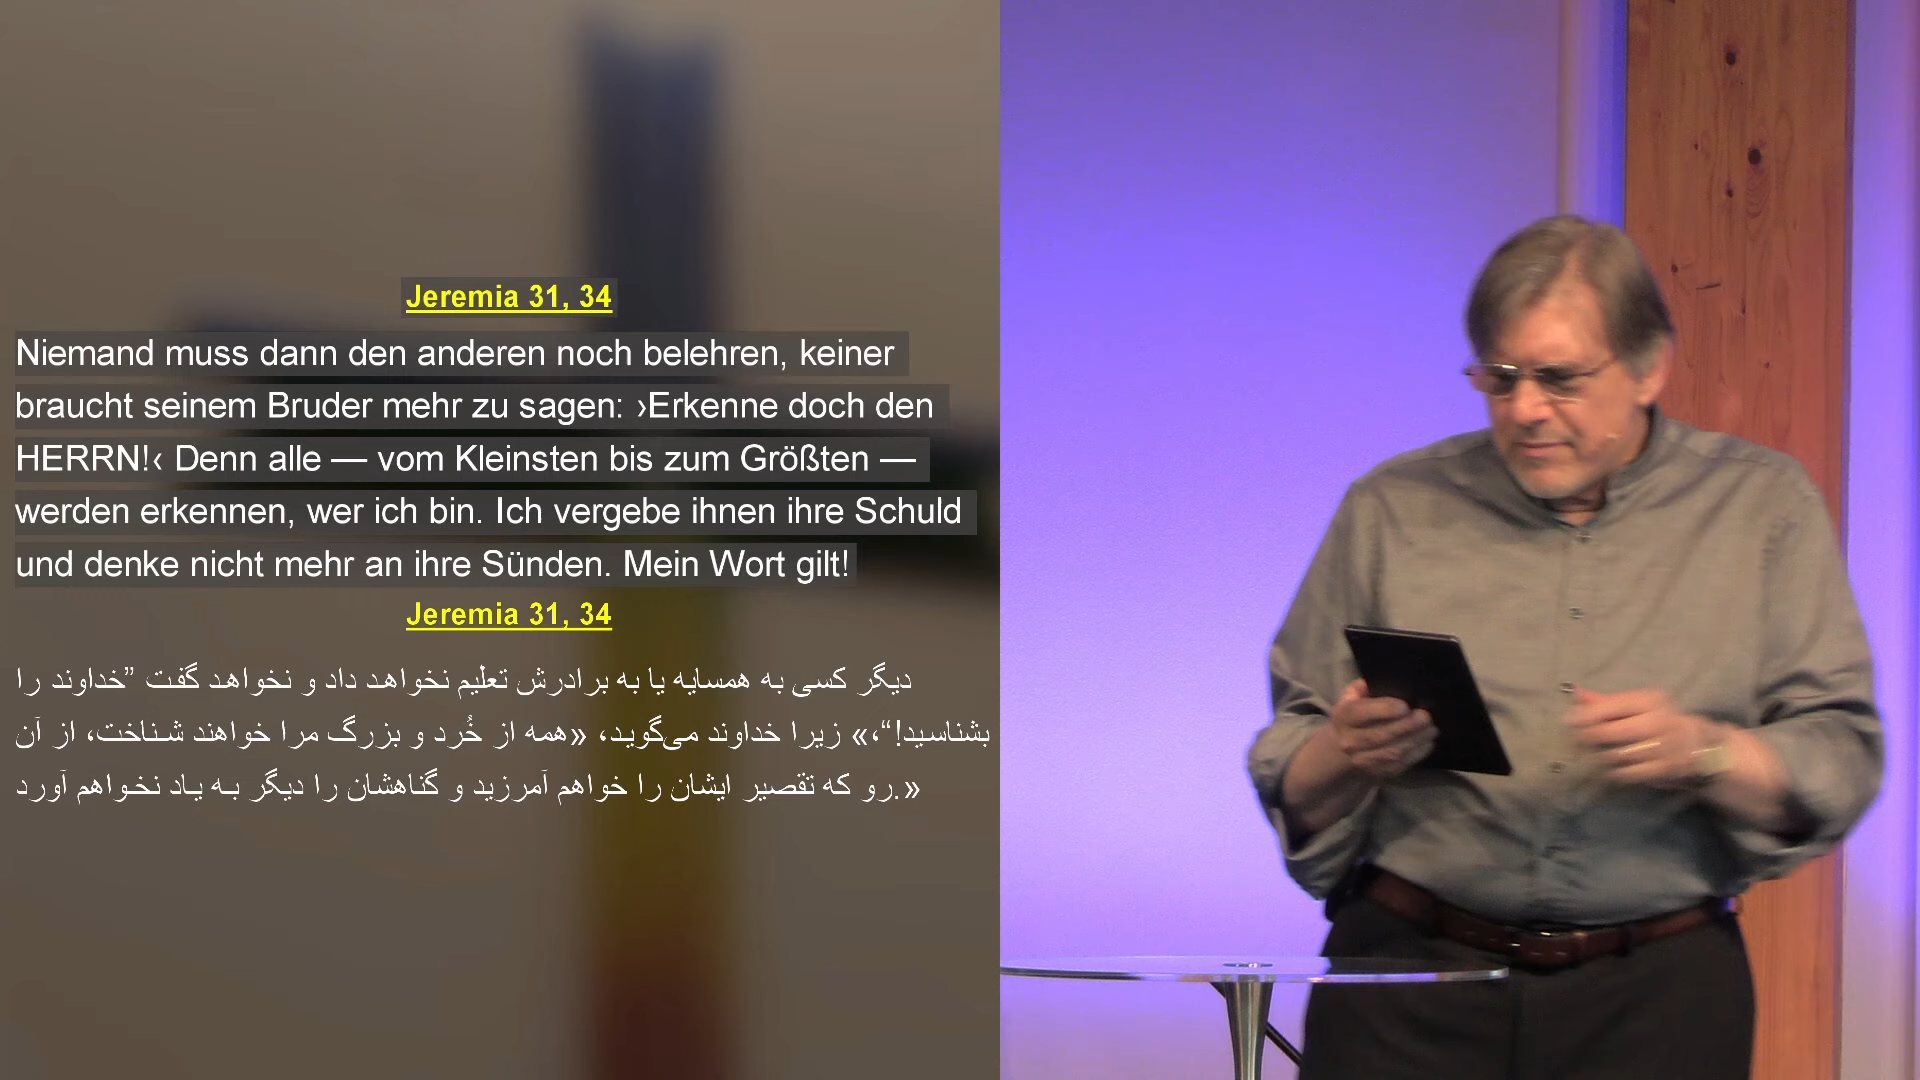 Jeremia 31, 34
Niemand muss dann den anderen noch belehren, keiner
braucht seinem Bruder mehr zu sagen: ›Erkenne doch den
HERRN!‹ Denn alle — vom Kleinsten bis zum Größten —
werden erkennen, wer ich bin. Ich vergebe ihnen ihre Schuld
und denke nicht mehr an ihre Sünden. Mein Wort gilt!
Jeremia 31, 34
دیگر کسی به همسایه یا به برادرش تعلیم نخواهد داد و نخواهد گفت ”خداوند را
بشناسید!“،» زیرا خداوند می‌گوید، «همه از خُرد و بزرگ مرا خواهند شناخت، از آن
رو که تقصیر ایشان را خواهم آمرزید و گناهشان را دیگر به یاد نخواهم آورد.»